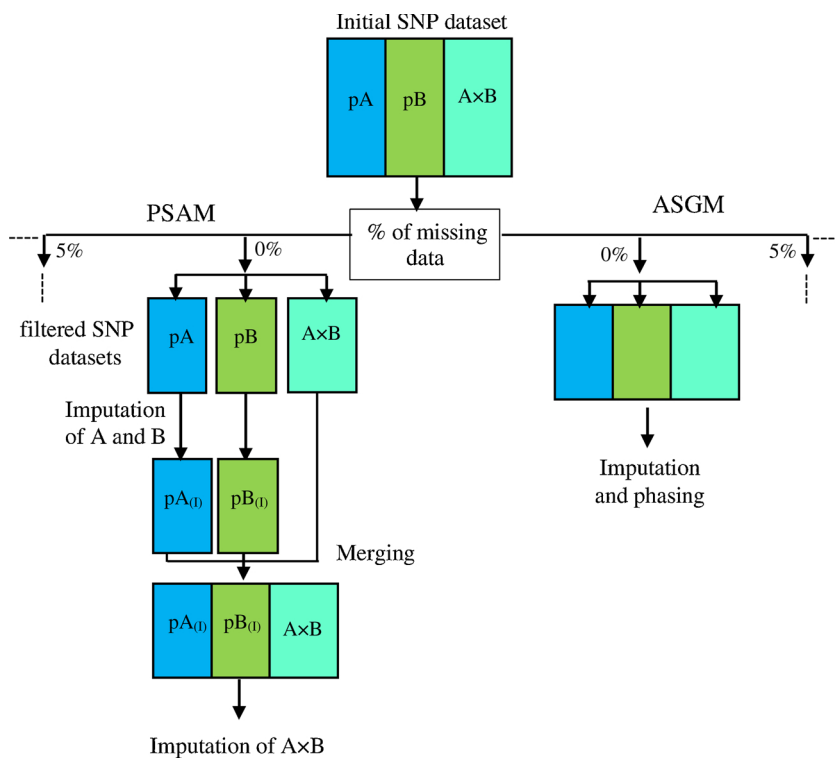 Initial SNP dataset
pA
pB
A×B
PSAM
ASGM
% of missing
data
5%
0%
0%
5%
filtered SNP
datasets
pA
pB
A×B
Imputation
of A and B
pA(I)
pB(I)
Imputation
and phasing
Merging
pA(I)
pB(I)
A×B
Imputation of A×B